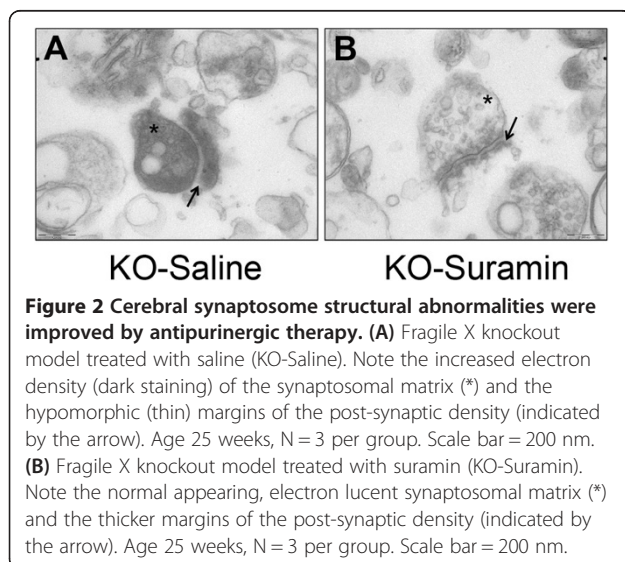 A
B
*
*
KO-Saline
KO-Suramin
Figure 2 Cerebral synaptosome structural abnormalities were
improved by antipurinergic therapy. (A) Fragile X knockout
model treated with saline (KO-Saline). Note the increased electron
density (dark staining) of the synaptosomal matrix (*) and the
hypomorphic (thin) margins of the post-synaptic density (indicated
by the arrow). Age 25 weeks, N = 3 per group. Scale bar = 200 nm.
(B) Fragile X knockout model treated with suramin (KO-Suramin).
Note the normal appearing, electron lucent synaptosomal matrix (*)
and the thicker margins of the post-synaptic density (indicated by
the arrow). Age 25 weeks, N = 3 per group. Scale bar = 200 nm.